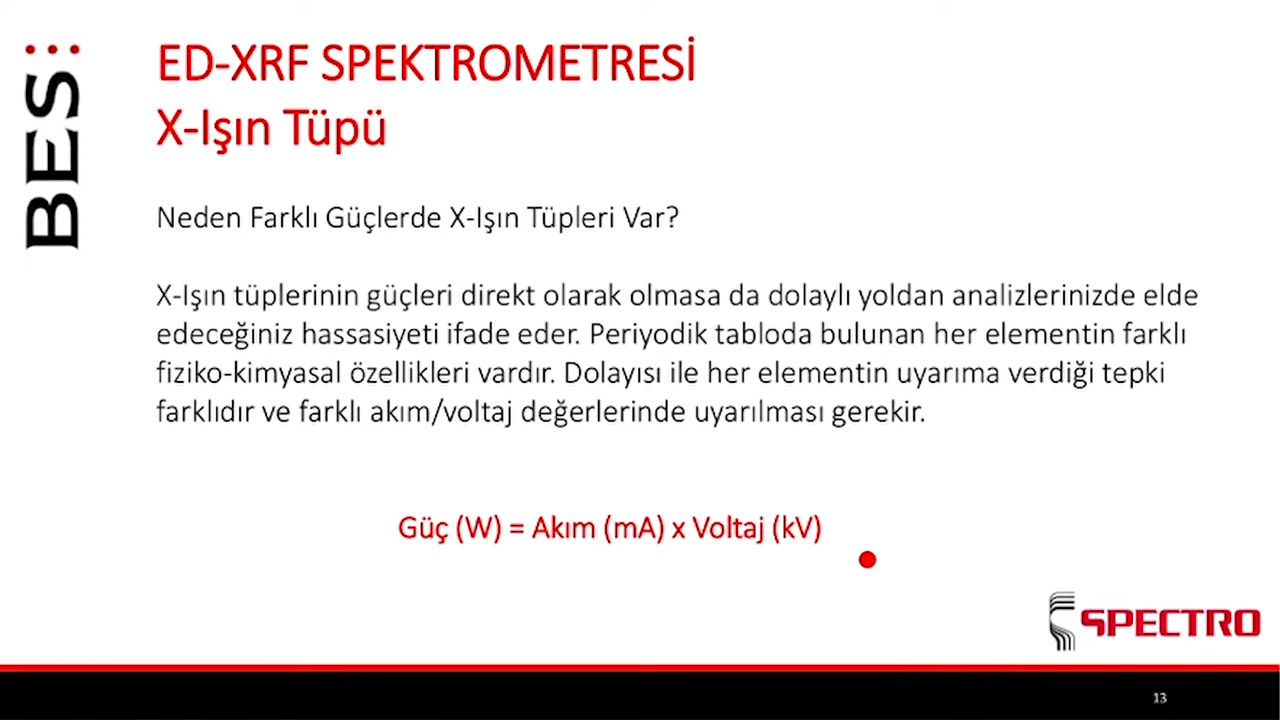 BES
ED-XRF SPEKTROMETRESİ
X-Işın Tüpü
Neden Farklı Güçlerde X-Işın Tüpleri Var?
X-Işın tüplerinin güçleri direkt olarak olmasa da dolaylı yoldan analizlerinizde elde
edeceğiniz hassasiyeti ifade eder. Periyodik tabloda bulunan her elementin farklı
fiziko-kimyasal özellikleri vardır. Dolayısı ile her elementin uyarıma verdiği tepki
farklıdır ve farklı akım/voltaj değerlerinde uyarılması gerekir.
Güç (W) = Akım (mA) x Voltaj (kV)
SPECTRO
13